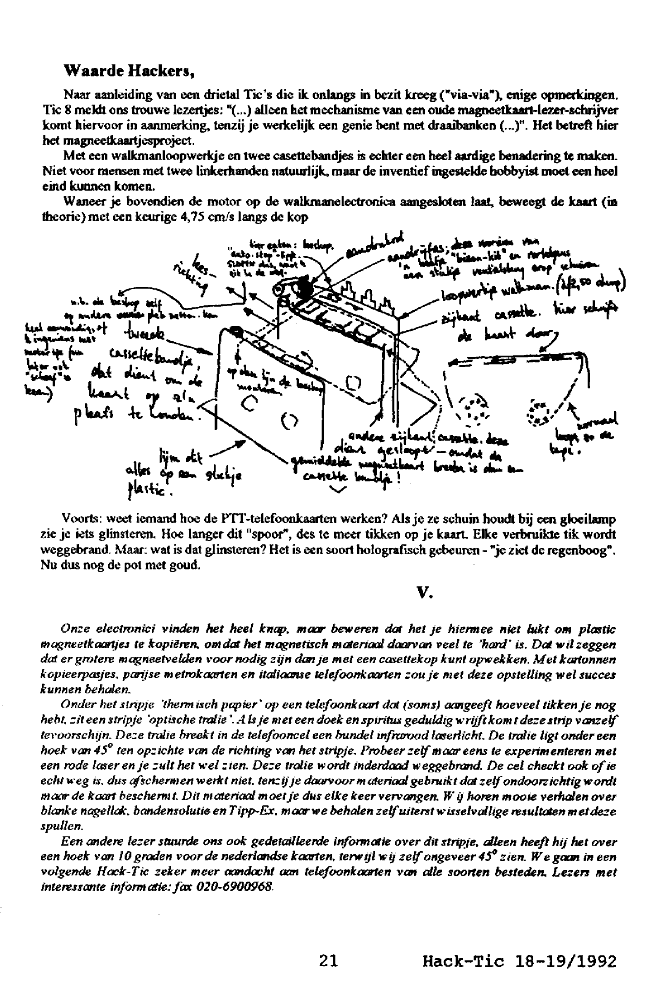 Waarde Hackers,
Naar aanleiding van een drietal Tic's die ik onlangs in bezit kreeg ("via-via"), enige opmerkingen.
Tic 8 meldt ons trouwe lezertjes: "(...) alleen het mechanisme van een oude magneetkaart-lezer-schrijver
komt hiervoor in aanmerking, tenzij je werkelijk een genie bent met draaibanken (...)". Het betreft hier
het magneetkaartjesproject.
Met een walkmanloopwerkje en twee casettebandjes is echter een heel aardige benadering te maken.
Niet voor mensen met twee linkerhanden natuurlijk, maar de inventief ingestelde hobbyist moet een heel
eind kunnen komen.
Waneer je bovendien de motor op de walkmanelectronica aangesloten laat, beweegt de kaart (in
theorie) met een keurige 4,75 cm/s langs de kop
lees-
richting
aandrukrol
loopwerkje walkman.
zijkant cassette. hier schuift
de kaart door
n.b. de beskop zelf
tweede
cassettebandje,
dat dient om de
kaart op z'n
plaats te houden.
lijm dit
alles op een stukje
plastic.
andere zijkant cassette. deze
dient gesloopt - omdat de
gemiddelde magneetkaart breder is dan een
cassette bandje!
normaal
loopt zo de
tape.
Voorts: weet iemand hoe de PTT-telefoonkaarten werken? Als je ze schuin houdt bij een gloeilamp
zie je iets glinsteren. Hoe langer dit "spoor", des te meer tikken op je kaart. Elke verbruikte tik wordt
weggebrand. Maar: wat is dat glinsteren? Het is een soort holografisch gebeuren - "je ziet de regenboog".
Nu dus nog de pot met goud.
V.
Onze electronici vinden het heel knap, maar beweren dat het je hiermee niet lukt om plastic
magneetkaartjes te kopiëren, omdat het magnetisch materiaal daarvan veel te 'hard' is. Dat wil zeggen
dat er grotere magneetvelden voor nodig zijn dan je met een casettekop kunt opwekken. Met kartonnen
kopieerpasjes, parijse metrokaarten en italiaanse telefoonkaarten zou je met deze opstelling wel succes
kunnen behalen.
Onder het stripje 'thermisch papier' op een telefoonkaart dat (soms) aangeeft hoeveel tikken je nog
hebt, zit een stripje 'optische tralie'. Als je met een doek en spiritus geduldig wrijft komt deze strip vanzelf
tevoorschijn. Deze tralie breekt in de telefooncel een bundel infrarood laserlicht. De tralie ligt onder een
hoek van 45° ten opzichte van de richting van het stripje. Probeer zelf maar eens te experimenteren met
een rode laser en je zult het wel zien. Deze tralie wordt inderdaad weggebrand. De cel checkt ook of ie
echt weg is, dus afschermen werkt niet, tenzij je daarvoor materiaal gebruikt dat zelf ondoorzichtig wordt
maar de kaart beschermt. Dit materiaal moet je dus elke keer vervangen. Wij horen mooie verhalen over
blanke nagellak, bandensolutie en Tipp-Ex, maar we behalen zelf uiterst wisselvallige resultaten met deze
spullen.
Een andere lezer stuurde ons ook gedetailleerde informatie over dit stripje, alleen heeft hij het over
een hoek van 10 graden voor de nederlandse kaarten, terwijl wij zelf ongeveer 45° zien. We gaan in een
volgende Hack-Tic zeker meer aandacht aan telefoonkaarten van alle soorten besteden. Lezers met
interessante informatie: fax 020-6900968.
21 Hack-Tic 18-19/1992